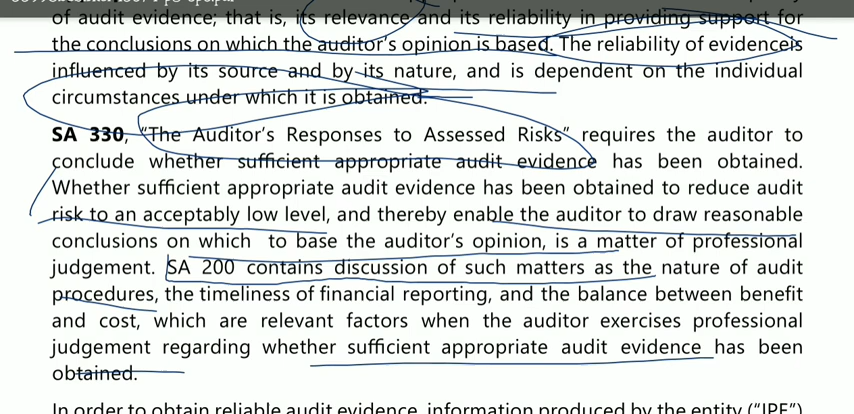 of audit evidence; that is, its relevance and its reliability in providing support for
the conclusions on which the auditor's opinion is based. The reliability of evidenceis
influenced by its source and by its nature, and is dependent on the individual
circumstances under which it is obtained.
SA 330, "The Auditor's Responses to Assessed Risks" requires the auditor to
conclude whether sufficient appropriate audit evidence has been obtained.
Whether sufficient appropriate audit evidence has been obtained to reduce audit
risk to an acceptably low level, and thereby enable the auditor to draw reasonable
conclusions on which to base the auditor's opinion, is a matter of professional
judgement. SA 200 contains discussion of such matters as the nature of audit
procedures, the timeliness of financial reporting, and the balance between benefit
and cost, which are relevant factors when the auditor exercises professional
judgement regarding whether sufficient appropriate audit evidence has been
obtained.
In order to obtain reliable audit evidence, information produced by the entity ("IPE")